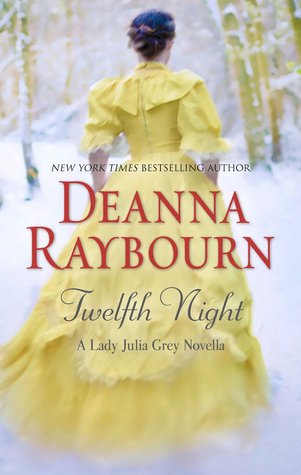 NEW YORK TIMES BESTSELLING AUTHOR
DEANNA
RAYBOURN
Twelfth Night
A Lady Julia Grey Novella